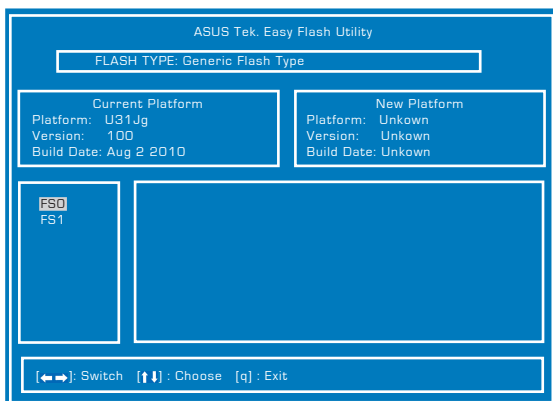 ASUS Tek. Easy Flash Utility
FLASH TYPE: Generic Flash Type
Current Platform
Platform: U31Jg
Version: 100
Build Date: Aug 2 2010
New Platform
Platform: Unkown
Version: Unkown
Build Date: Unkown
FS0
FS1
[←→]: Switch [↑↓] : Choose [q] : Exit